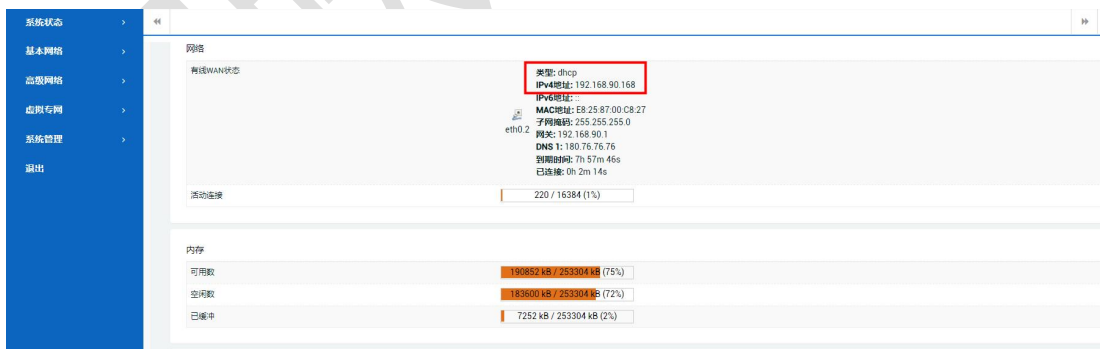 系统状态
基本网络
高级网络
虚拟专网
系统管理
退出
网络
有线WAN状态
eth0.2
类型: dhcp
IPv4地址: 192.168.90.168
IPv6地址: ::
MAC地址: E8:25:87:00:C8:27
子网掩码: 255.255.255.0
网关: 192.168.90.1
DNS 1: 180.76.76.76
到期时间: 7h 57m 46s
已连接: 0h 2m 14s
活动连接
220 / 16384 (1%)
内存
可用数
190852 kB / 253304 kB (75%)
空闲数
183600 kB / 253304 kB (72%)
已缓冲
7252 kB / 253304 kB (2%)